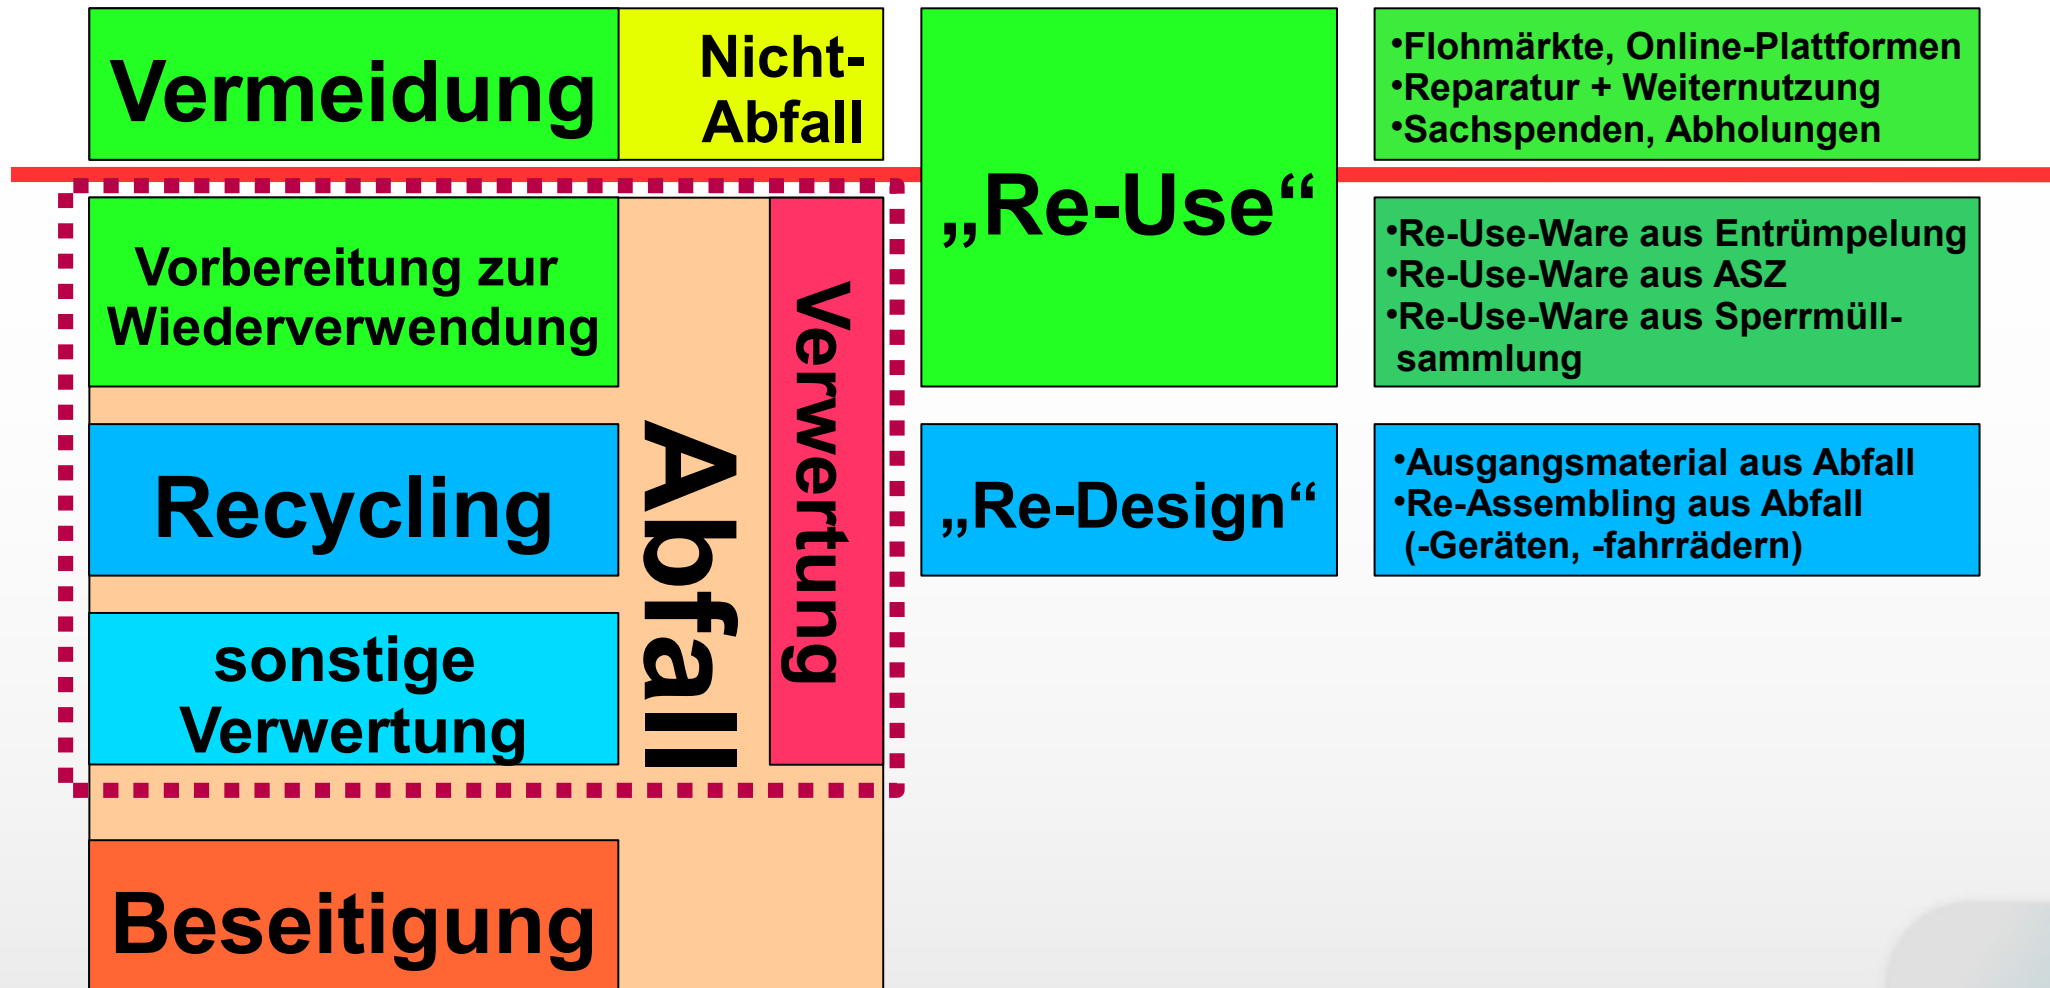 Vermeidung
Nicht-
Abfall
„Re-Use“
•Flohmärkte, Online-Plattformen
•Reparatur + Weiternutzung
•Sachspenden, Abholungen
Vorbereitung zur
Wiederverwendung
Abfall
Verwertung
•Re-Use-Ware aus Entrümpelung
•Re-Use-Ware aus ASZ
•Re-Use-Ware aus Sperrmüll-
sammlung
Recycling
„Re-Design“
•Ausgangsmaterial aus Abfall
•Re-Assembling aus Abfall
(-Geräten, -fahrrädern)
sonstige
Verwertung
Beseitigung